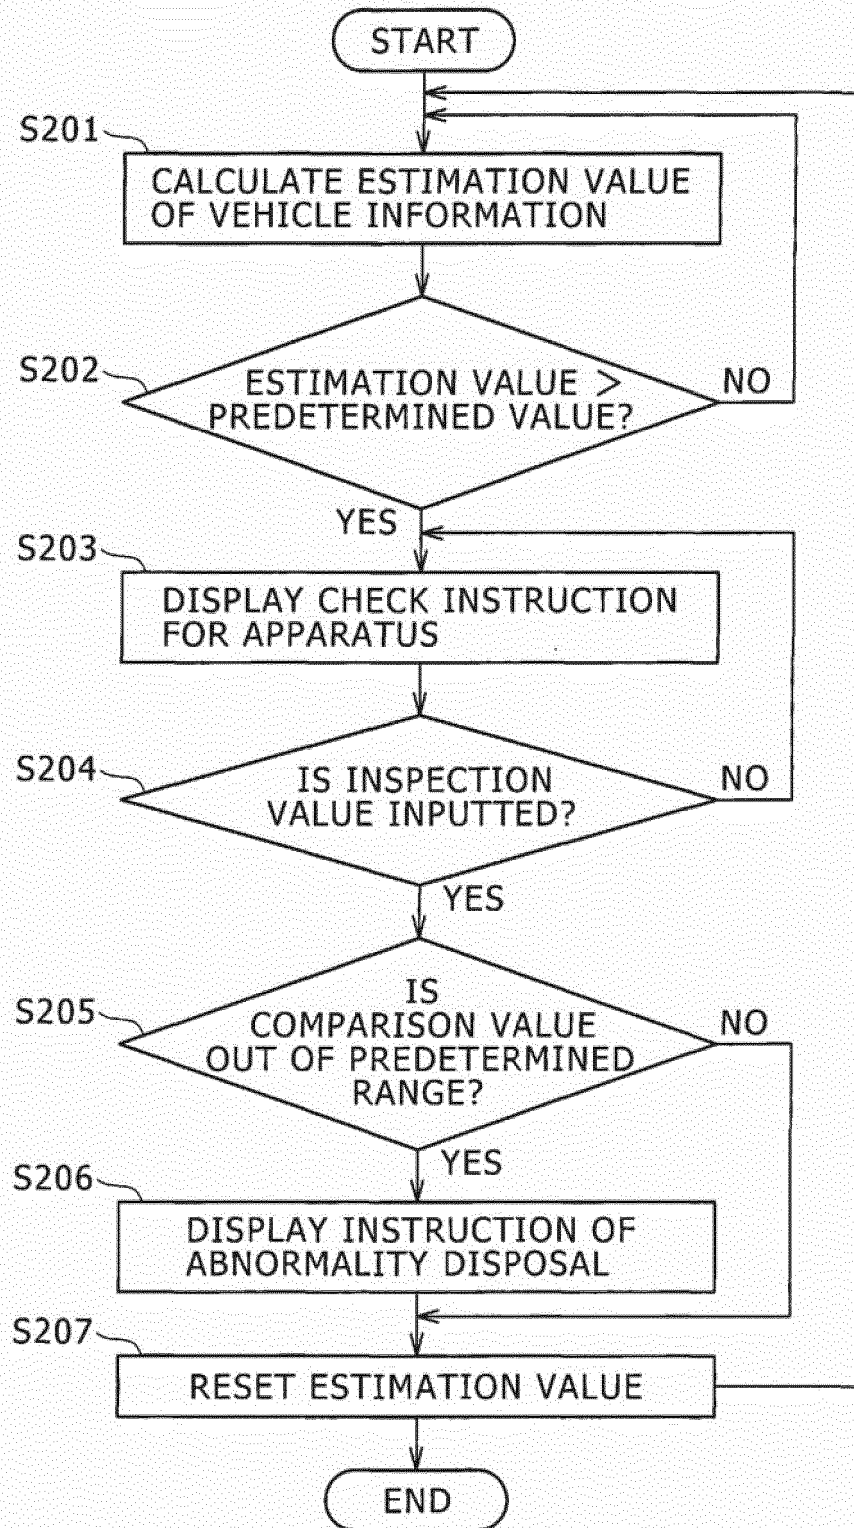 START
S201
CALCULATE ESTIMATION VALUE
OF VEHICLE INFORMATION
S202
ESTIMATION VALUE >
PREDETERMINED VALUE?
NO
YES
S203
DISPLAY CHECK INSTRUCTION
FOR APPARATUS
S204
IS INSPECTION
VALUE INPUTTED?
NO
YES
S205
IS
COMPARISON VALUE
OUT OF PREDETERMINED
RANGE?
NO
YES
S206
DISPLAY INSTRUCTION OF
ABNORMALITY DISPOSAL
S207
RESET ESTIMATION VALUE
END